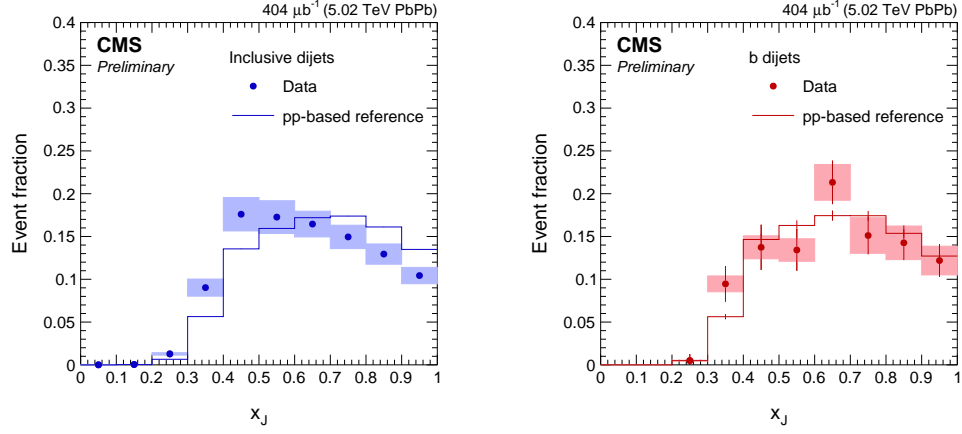 404 μb⁻¹ (5.02 TeV PbPb)
CMS
Preliminary
Inclusive dijets
Data
pp-based reference
Event fraction
0.4
0.35
0.3
0.25
0.2
0.15
0.1
0.05
0
0 0.1 0.2 0.3 0.4 0.5 0.6 0.7 0.8 0.9 1
x_J
404 μb⁻¹ (5.02 TeV PbPb)
CMS
Preliminary
b dijets
Data
pp-based reference
Event fraction
0.4
0.35
0.3
0.25
0.2
0.15
0.1
0.05
0
0 0.1 0.2 0.3 0.4 0.5 0.6 0.7 0.8 0.9 1
x_J